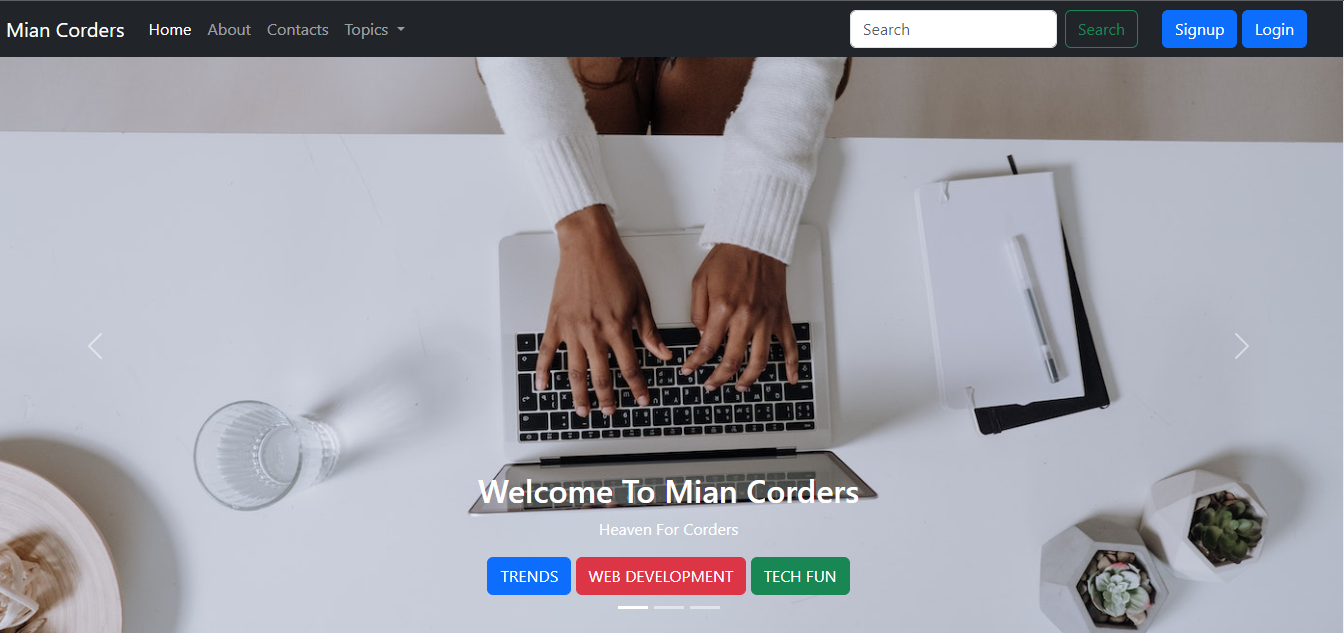 Mian Corders Home About Contacts Topics Search Search Signup Login
Welcome To Mian Corders
Heaven For Corders
TRENDS WEB DEVELOPMENT TECH FUN